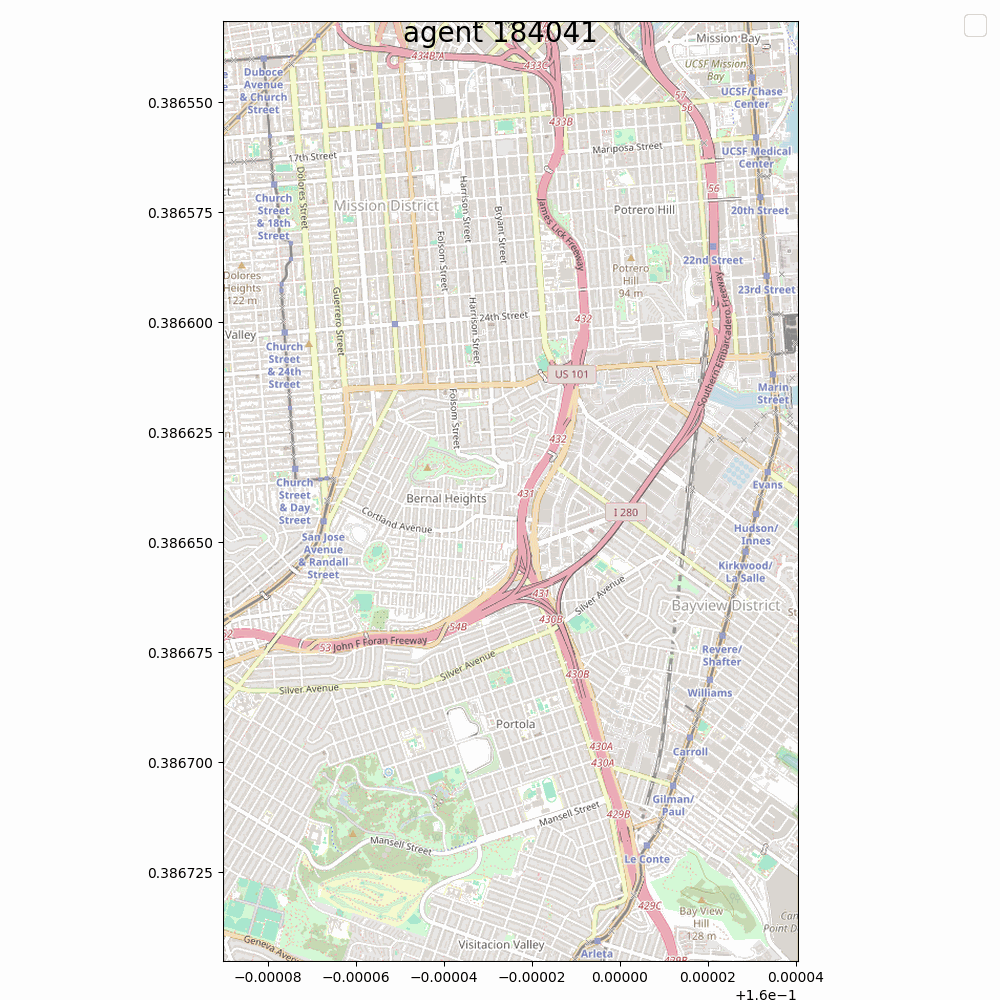 agent 184041
Mission Bay
434B-A
433C
UCSF Mission
Bay
Duboce
Avenue
& Church
Street
57
56
UCSF/Chase
Center
0.386550
433B
Mariposa Street
UCSF Medical
Center
17th Street
Dolores Street
Harrison Street
56
Church
Street
& 18th
Street
Mission District
Bryant Street
James Lick Freeway
Potrero Hill
20th Street
0.386575
Folsom Street
22nd Street
Dolores
Heights
122 m
Potrero
Hill
94 m
23rd Street
Guerrero Street
Harrison Street
24th Street
432
Southern Embarcadero Freeway
0.386600
Valley
Church
Street
& 24th
Street
US 101
Marin
Street
Folsom Street
0.386625
432
Church
Street
& Day
Street
Bernal Heights
431
Evans
I 280
Cortland Avenue
Hudson/
Innes
0.386650
San Jose
Avenue
& Randall
Street
Kirkwood/
La Salle
431
Silver Avenue
Bayview District
430B
54B
52
53
John F Foran Freeway
0.386675
Silver Avenue
Revere/
Shafter
430B
Silver Avenue
Williams
Portola
430A
Carroll
0.386700
430A
Gilman/
Paul
Mansell Street
429B
Mansell Street
Le Conte
0.386725
429C
Bay View
Hill
128 m
Geneva Avenue
Visitacion Valley
Arleta
429B
−0.00008
−0.00006
−0.00004
−0.00002
0.00000
0.00002
0.00004
+1.6e−1